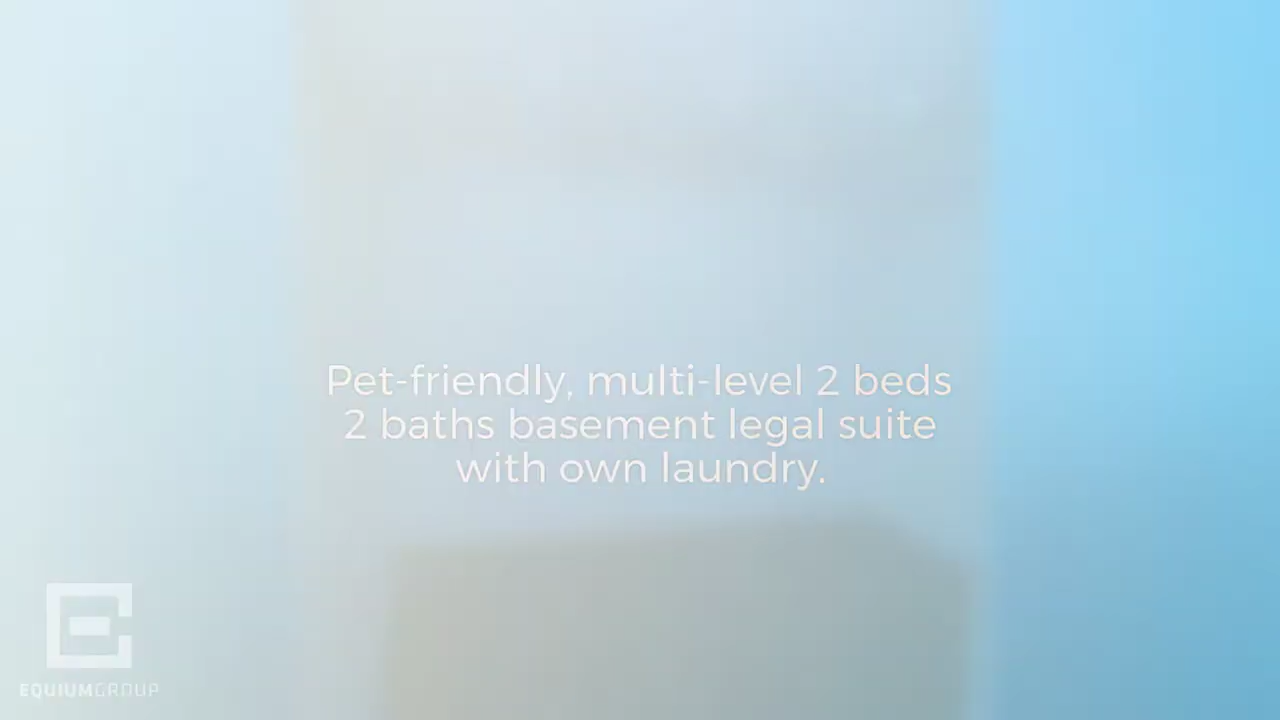 Pet-friendly, multi-level 2 beds
2 baths basement legal suite
with own laundry.
EQUIUMGROUP